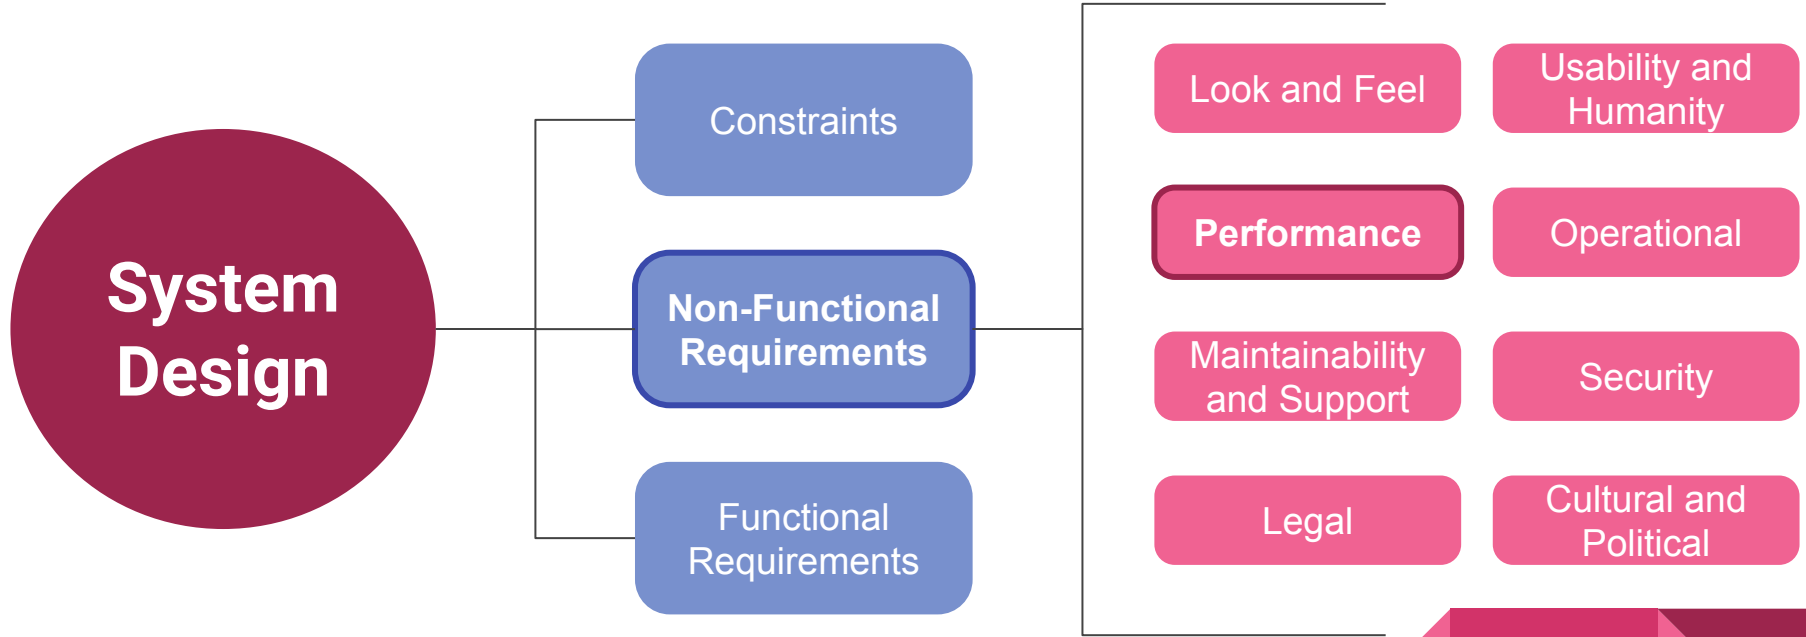 System
Design
Constraints
Non-Functional
Requirements
Functional
Requirements
Look and Feel
Usability and
Humanity
Performance
Operational
Maintainability
and Support
Security
Legal
Cultural and
Political